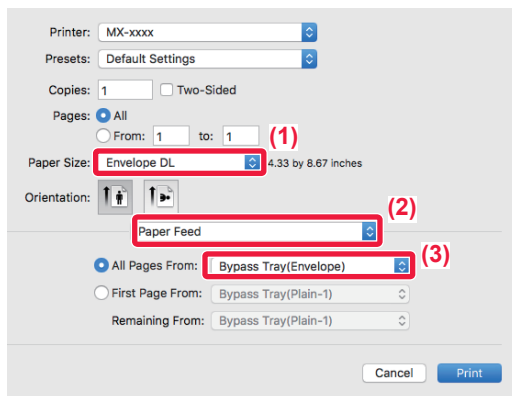 Printer: MX-xxxx
Presets: Default Settings
Copies: 1 Two-Sided
Pages: All
From: 1 to: 1 (1)
Paper Size: Envelope DL 4.33 by 8.67 inches
Orientation:
(2)
Paper Feed
(3)
All Pages From: Bypass Tray(Envelope)
First Page From: Bypass Tray(Plain-1)
Remaining From: Bypass Tray(Plain-1)
Cancel Print